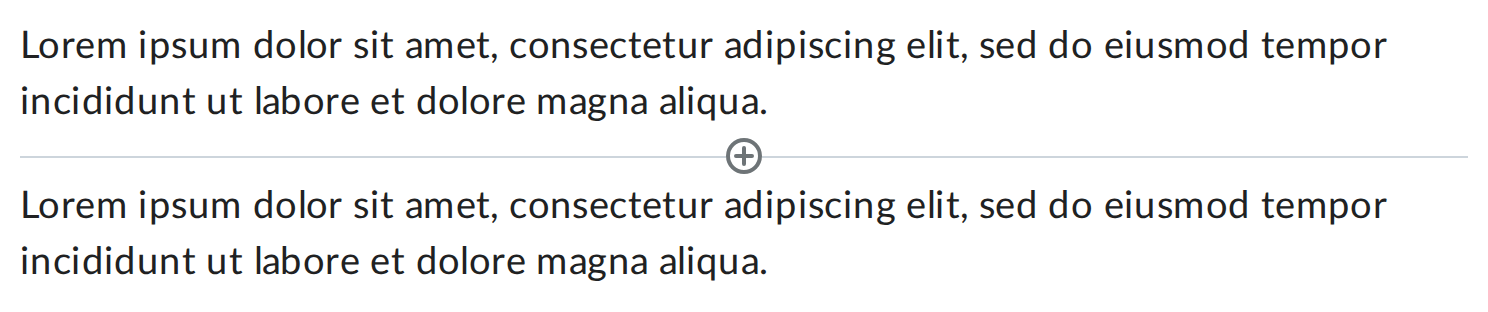 Lorem ipsum dolor sit amet, consectetur adipiscing elit, sed do eiusmod tempor
incididunt ut labore et dolore magna aliqua.
Lorem ipsum dolor sit amet, consectetur adipiscing elit, sed do eiusmod tempor
incididunt ut labore et dolore magna aliqua.